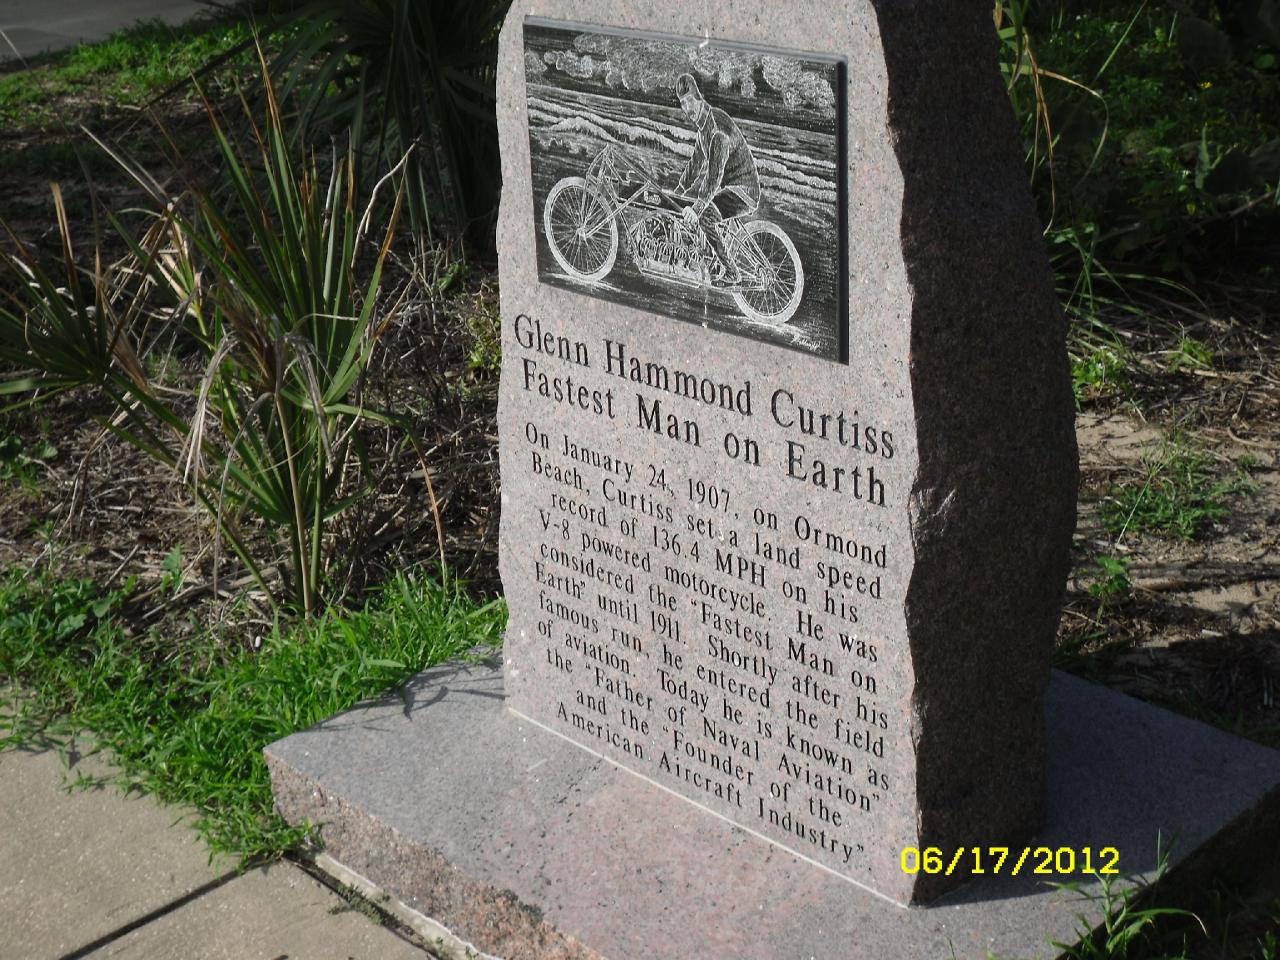 Glenn Hammond Curtiss
Fastest Man on Earth
On January 24, 1907, on Ormond
Beach, Curtiss set a land speed
record of 136.4 MPH on his
V-8 powered motorcycle. He was
considered the "Fastest Man on
Earth" until 1911. Shortly after his
famous run, he entered the field
of aviation. Today he is known as
the "Father of Naval Aviation"
and the "Founder of the
American Aircraft Industry"
06/17/2012